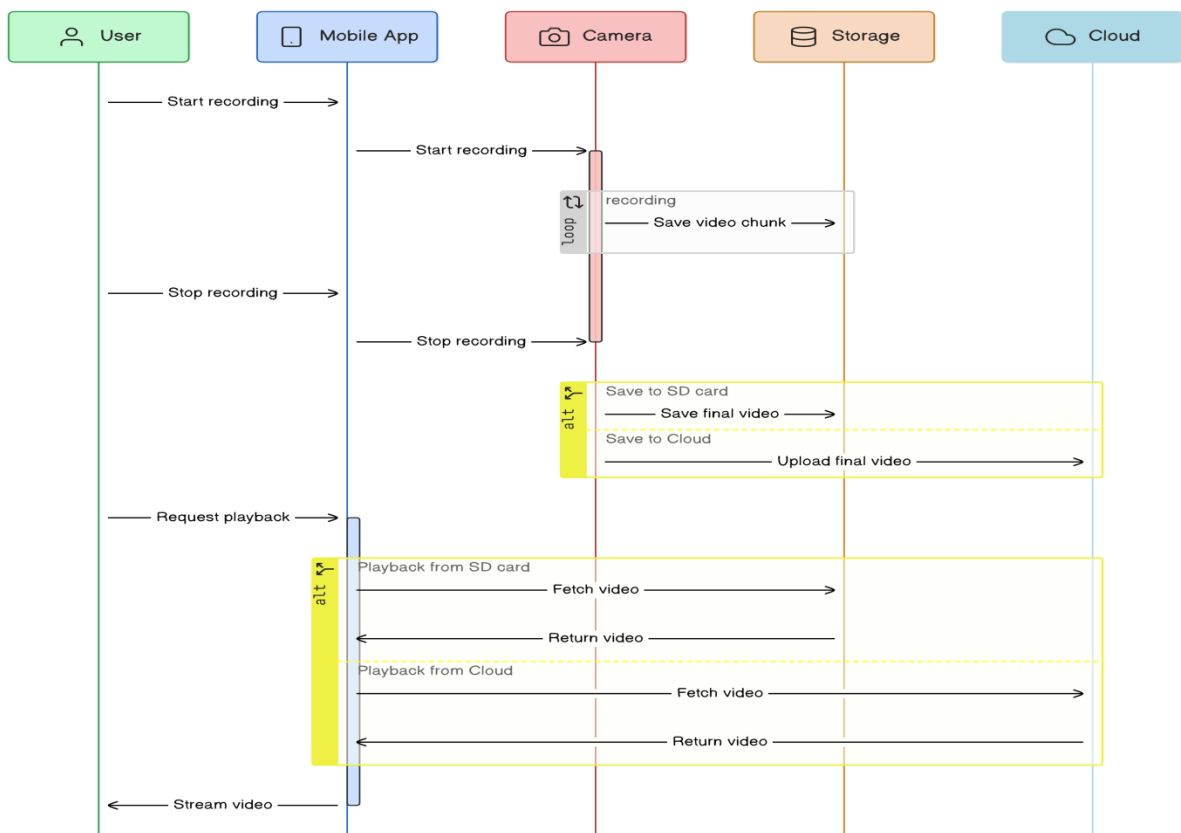 User
Mobile App
Camera
Storage
Cloud
Start recording
Start recording
recording
loop
Save video chunk
Stop recording
Stop recording
Save to SD card
alt
Save final video
Save to Cloud
Upload final video
Request playback
Playback from SD card
alt
Fetch video
Return video
Playback from Cloud
Fetch video
Return video
Stream video